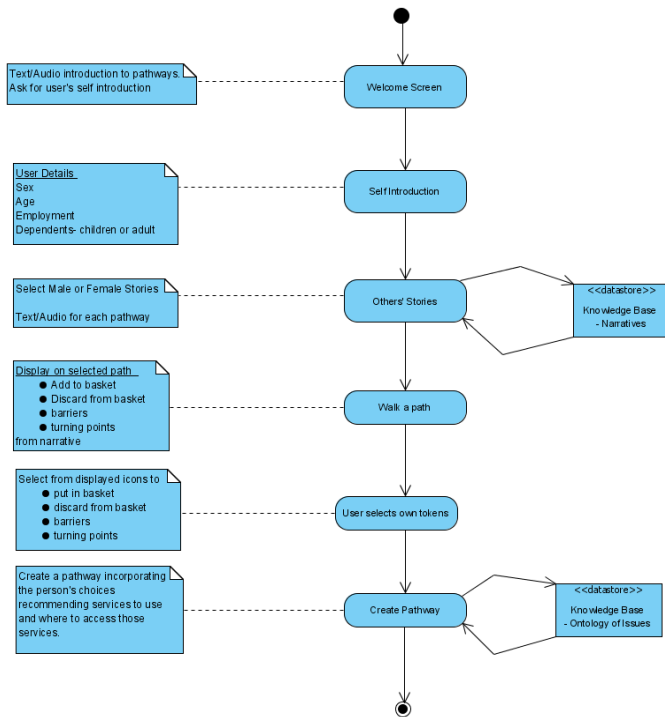 Text/Audio introduction to pathways.
Ask for user's self introduction
Welcome Screen
User Details
Sex
Age
Employment
Dependents- children or adult
Self Introduction
Select Male or Female Stories
Text/Audio for each pathway
Others' Stories
<<datastore>>
Knowledge Base
- Narratives
Display on selected path
● Add to basket
● Discard from basket
● barriers
● turning points
from narrative
Walk a path
Select from displayed icons to
● put in basket
● discard from basket
● barriers
● turning points
User selects own tokens
Create a pathway incorporating
the person's choices
recommending services to use
and where to access those
services.
Create Pathway
<<datastore>>
Knowledge Base
- Ontology of Issues